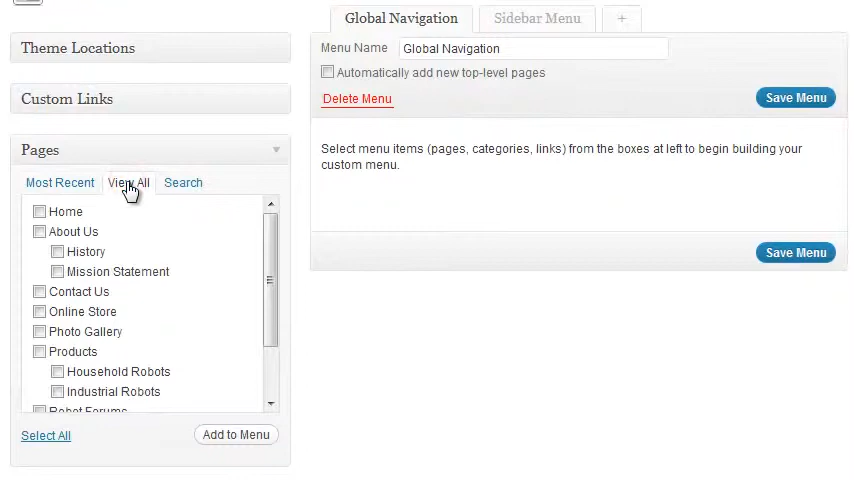 Global Navigation
Sidebar Menu
+
Theme Locations
Menu Name
Global Navigation
Automatically add new top-level pages
Custom Links
Delete Menu
Save Menu
Pages
Select menu items (pages, categories, links) from the boxes at left to begin building your
custom menu.
Most Recent
View All
Search
Home
About Us
History
Mission Statement
Contact Us
Online Store
Photo Gallery
Products
Household Robots
Industrial Robots
Robot Forums
Save Menu
Select All
Add to Menu